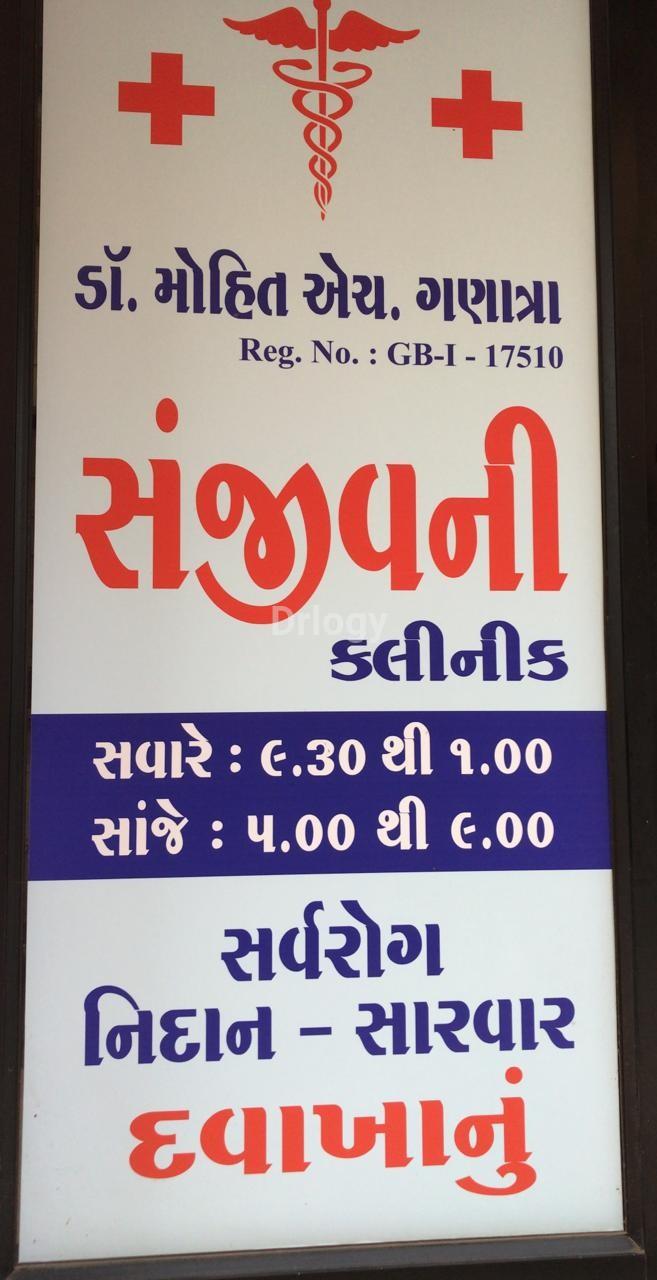 ડૉ. મોહિત એચ. ગણાત્રા
Reg. No. : GB-I - 17510
સંજીવની
Drlogy
કલીનીક
સવારે : ૯.૩૦ થી ૧.૦૦
સાંજે : ૫.૦૦ થી ૯.૦૦
સર્વરોગ
નિદાન - સારવાર
દવાખાનું